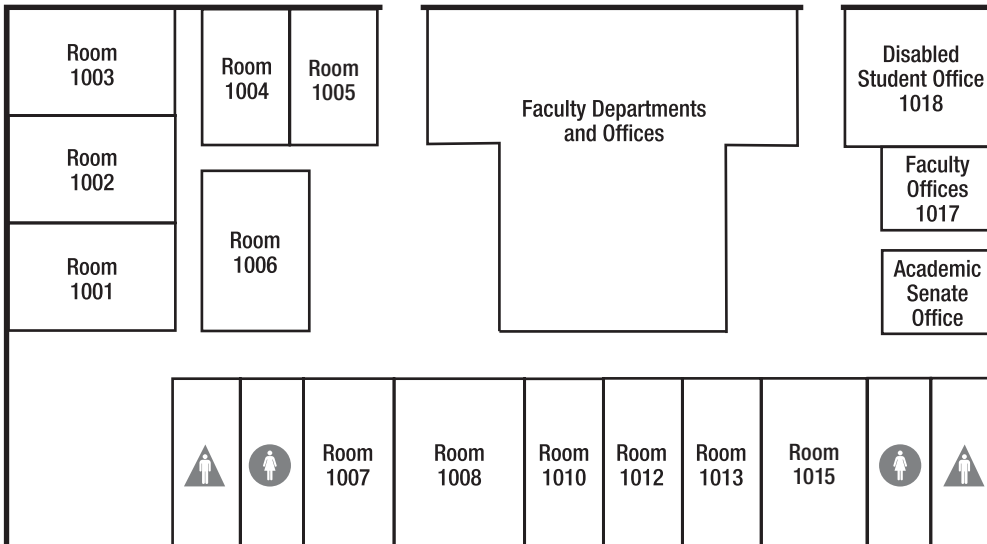 Room
1003
Room
1004
Room
1005
Faculty Departments
and Offices
Disabled
Student Office
1018
Room
1002
Faculty
Offices
1017
Room
1001
Room
1006
Academic
Senate
Office
Room
1007
Room
1008
Room
1010
Room
1012
Room
1013
Room
1015